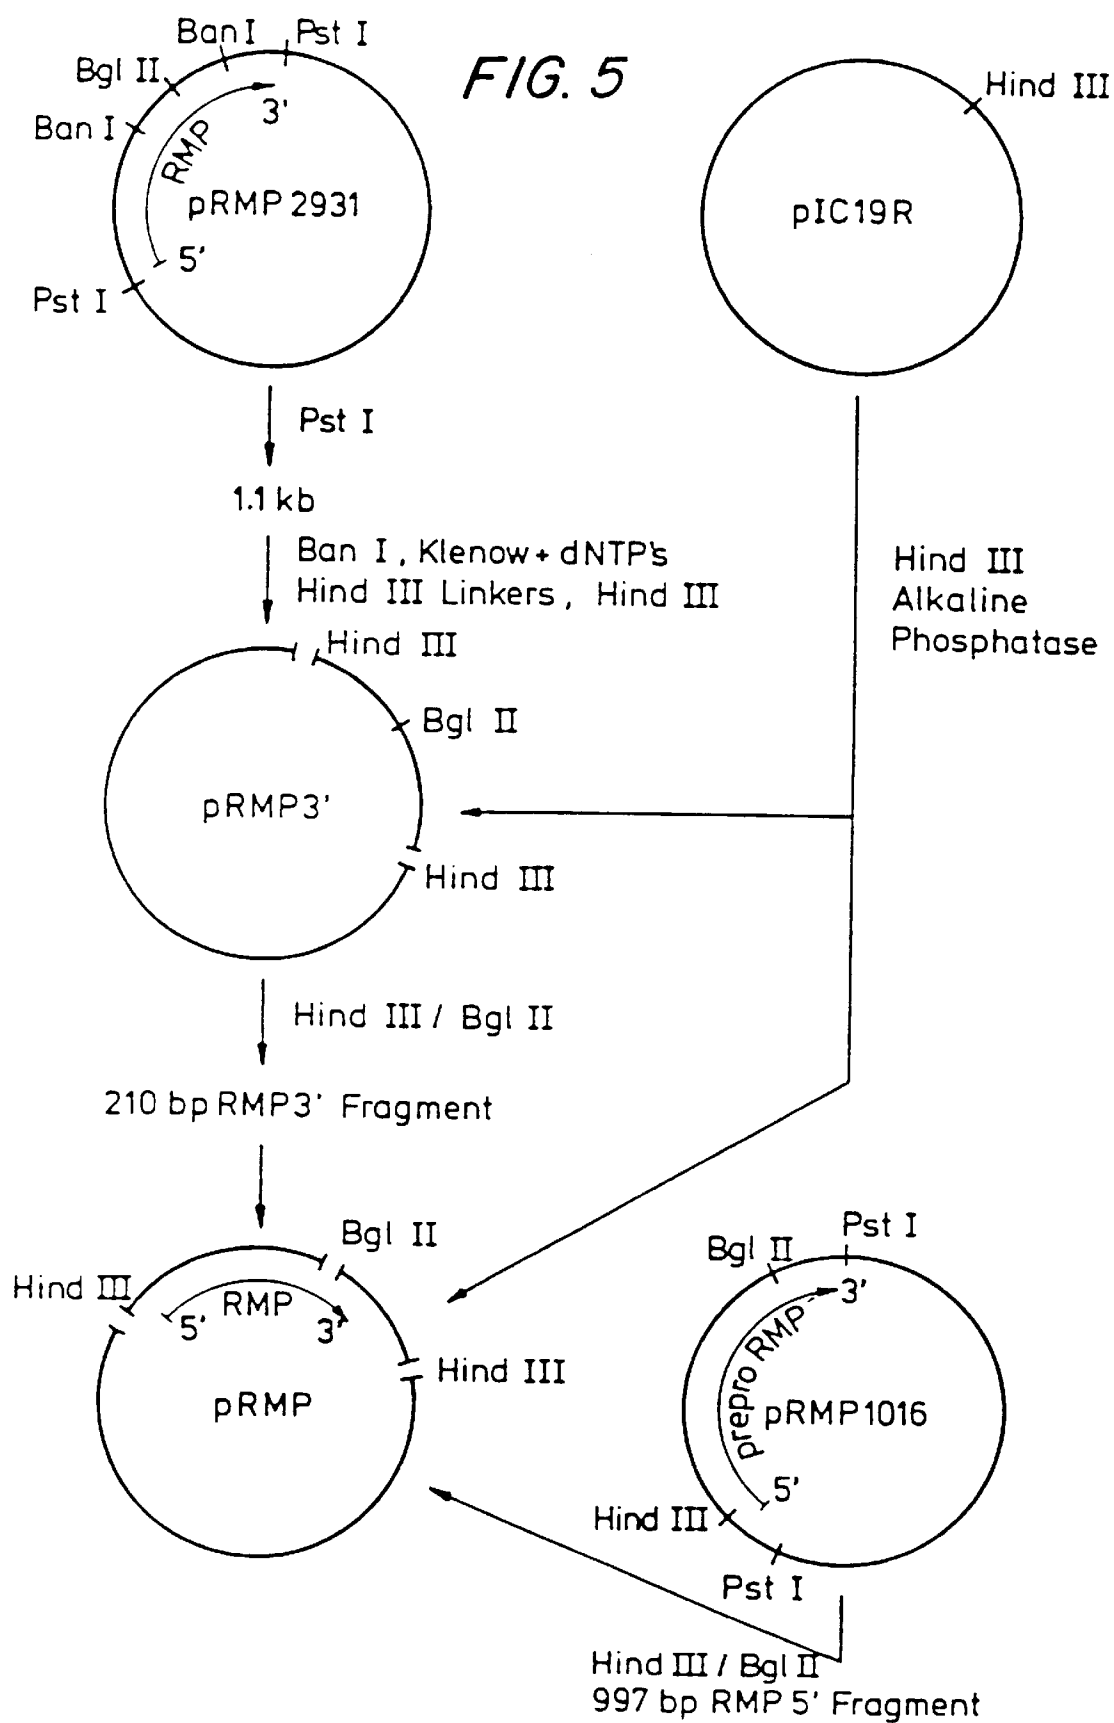 FIG. 5
Ban I
Pst I
Bgl II
Ban I
3'
RMP
pRMP 2931
5'
Pst I
Hind III
pIC19R
Pst I
1.1 kb
Ban I, Klenow + dNTP's
Hind III Linkers, Hind III
Hind III
Alkaline
Phosphatase
Hind III
Bgl II
pRMP3'
Hind III
Hind III / Bgl II
210 bp RMP3' Fragment
Bgl II
Hind III
RMP
5'
3'
Hind III
pRMP
Pst I
Bgl II
3'
prepro RMP
pRMP1016
5'
Hind III
Pst I
Hind III / Bgl II
997 bp RMP 5' Fragment